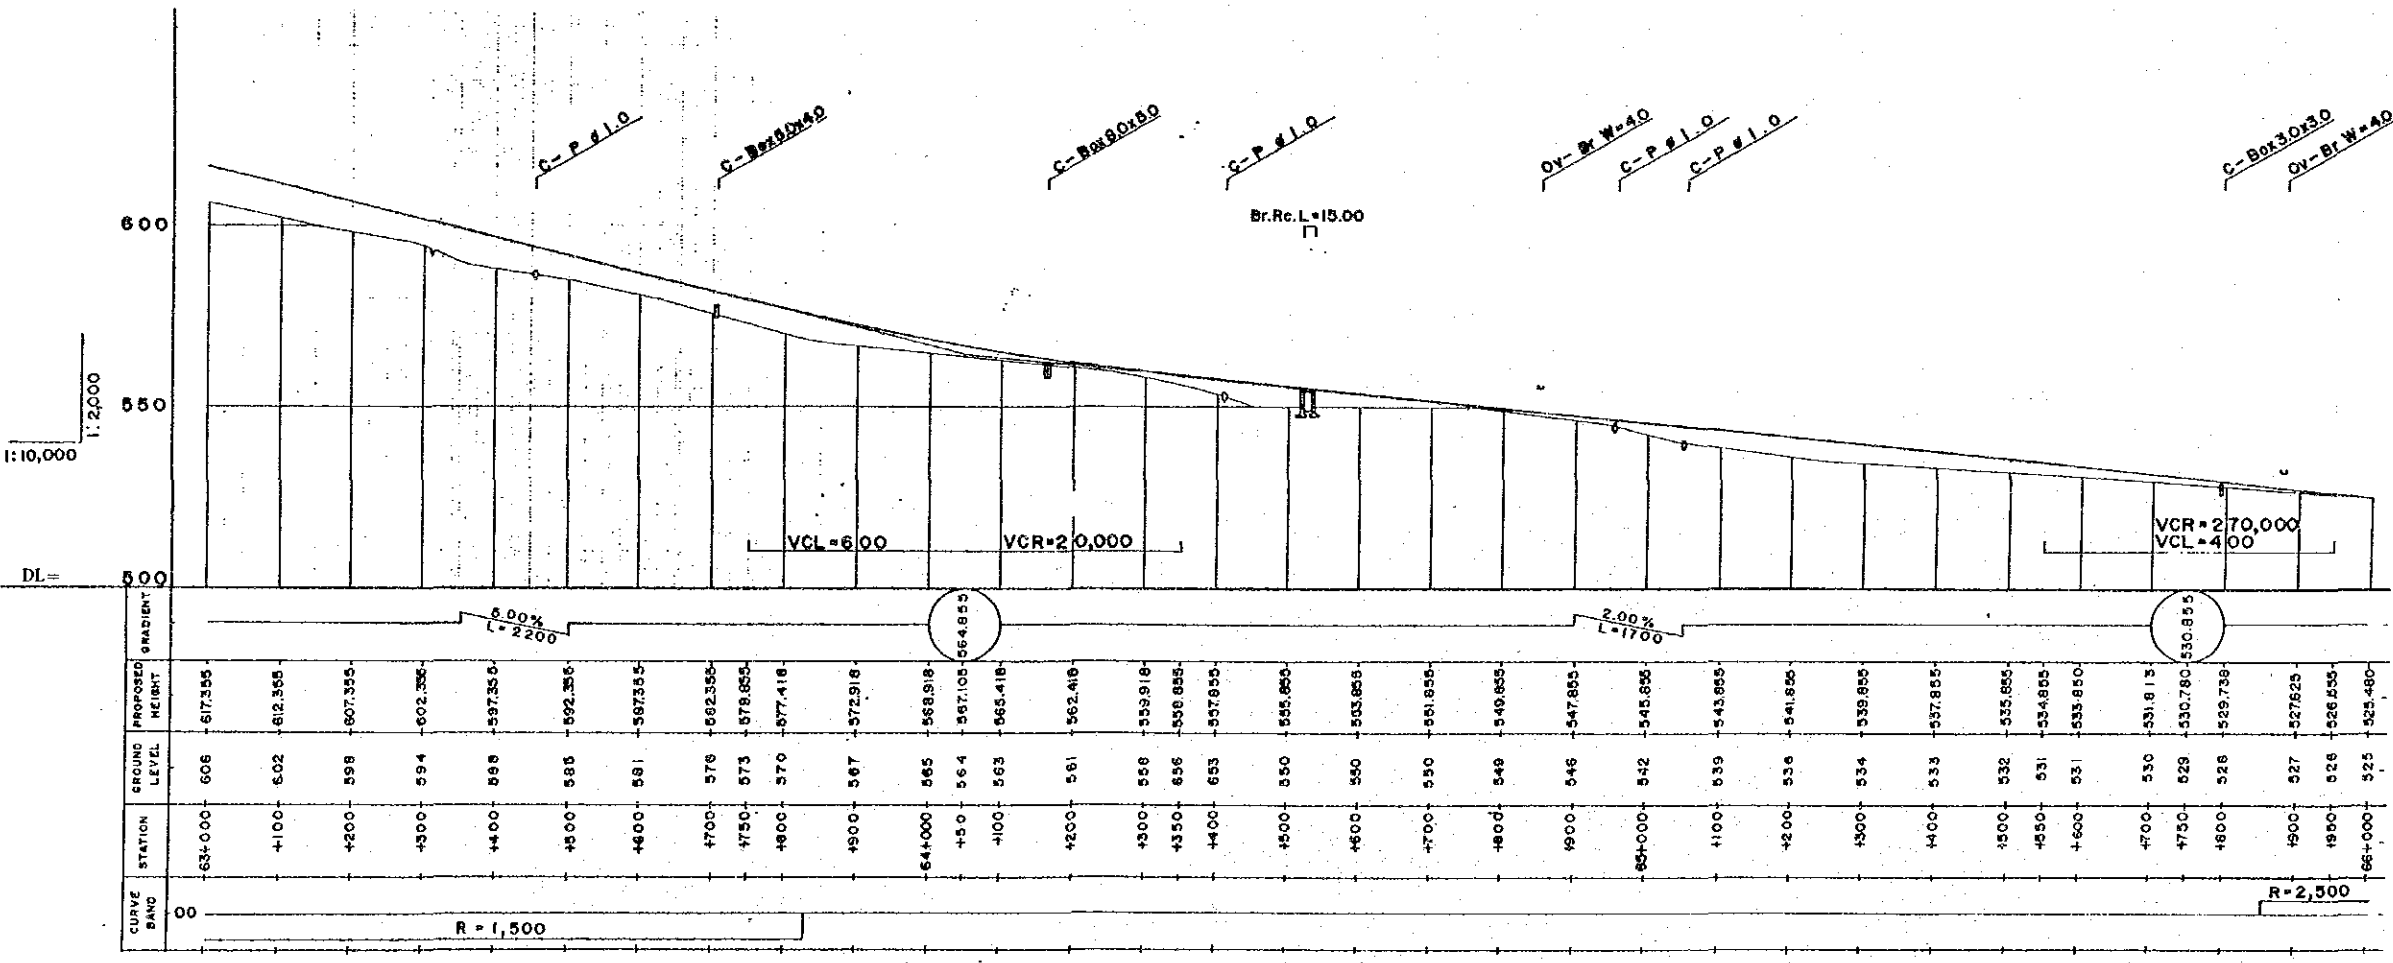 C-P ø1.0
C-Box5.0x4.0
C-Box8.0x5.0
C-P ø1.0
Ov-Br W=4.0
C-P ø1.0
C-P ø1.0
C-Box3.0x3.0
Ov-Br W=4.0
Br.Rc.L=15.00
600
550
1:2,000
1:10,000
DL=
500
VCL=600
VCR=20,000
VCR=270,000
VCL=400
GRADIENT
5.00%
L=2200
564.855
2.00%
L=1700
530.855
PROPOSED HEIGHT
617.355 612.355 607.355 602.355 597.355 592.355 587.355 582.355 579.855 577.418 572.918 568.918 567.105 565.418 562.418 559.918 558.855 557.855 555.855 553.855 551.855 549.855 547.855 545.855 543.855 541.855 539.855 537.855 535.855 534.855 533.850 531.813 530.780 529.738 527.625 526.555 525.480
GROUND LEVEL
606 602 598 594 588 585 581 576 573 570 567 565 564 563 561 558 556 553 550 550 550 549 546 542 539 536 534 533 532 531 531 530 529 528 527 526 525
STATION
63+000 +100 +200 +300 +400 +500 +600 +700 +750 +800 +900 64+000 +50 +100 +200 +300 +350 +400 +500 +600 +700 +800 +900 65+000 +100 +200 +300 +400 +500 +550 +600 +700 +750 +800 +900 +950 66+000
CURVE BAND
00
R=1,500
R=2,500